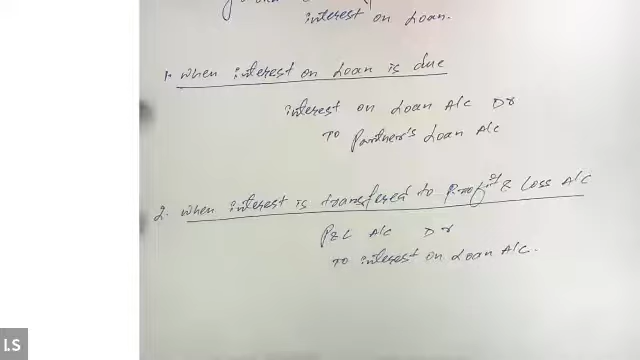 interest on Loan.
1. When interest on Loan is due
interest on Loan A/c Dr
To Partner's Loan A/c
2. When interest is transfered to Profit & Loss A/c
P&L A/c Dr
To interest on Loan A/c.
I.S